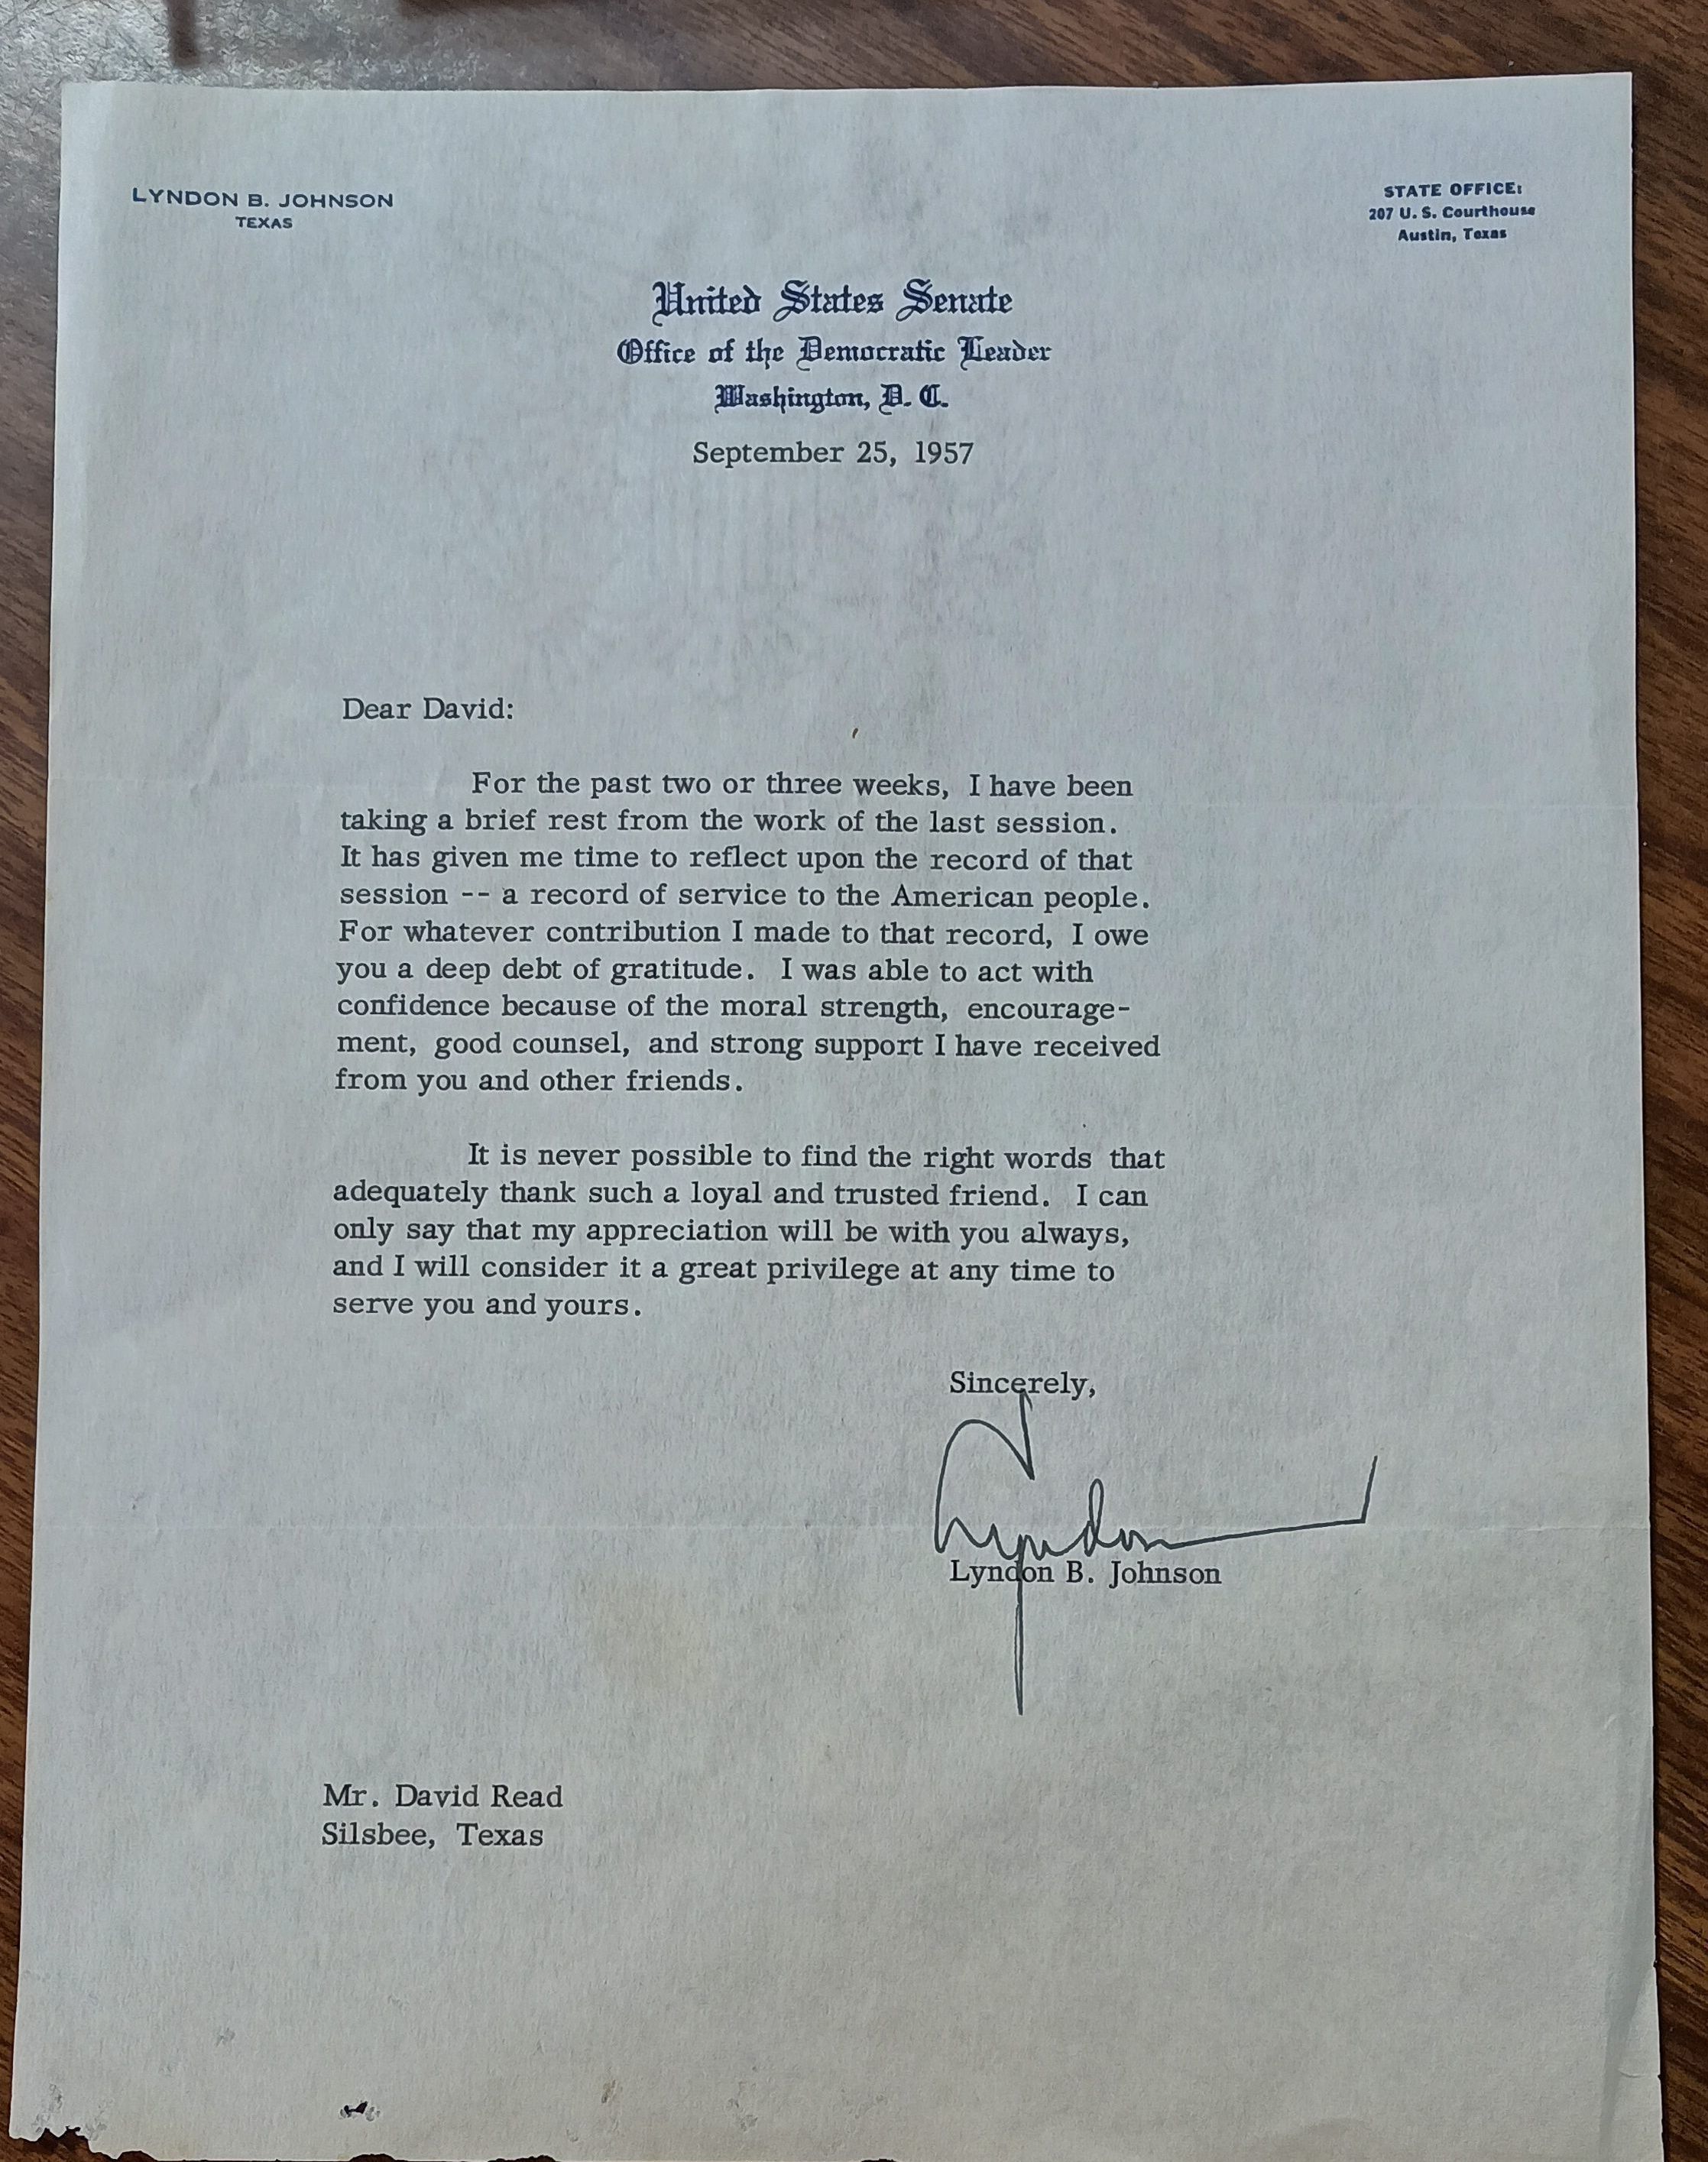 LYNDON B. JOHNSON
TEXAS
STATE OFFICE:
207 U. S. Courthouse
Austin, Texas
United States Senate
Office of the Democratic Leader
Washington, D. C.
September 25, 1957
Dear David:
For the past two or three weeks, I have been
taking a brief rest from the work of the last session.
It has given me time to reflect upon the record of that
session -- a record of service to the American people.
For whatever contribution I made to that record, I owe
you a deep debt of gratitude. I was able to act with
confidence because of the moral strength, encourage-
ment, good counsel, and strong support I have received
from you and other friends.
It is never possible to find the right words that
adequately thank such a loyal and trusted friend. I can
only say that my appreciation will be with you always,
and I will consider it a great privilege at any time to
serve you and yours.
Sincerely,
Lyndon
Lyndon B. Johnson
Mr. David Read
Silsbee, Texas